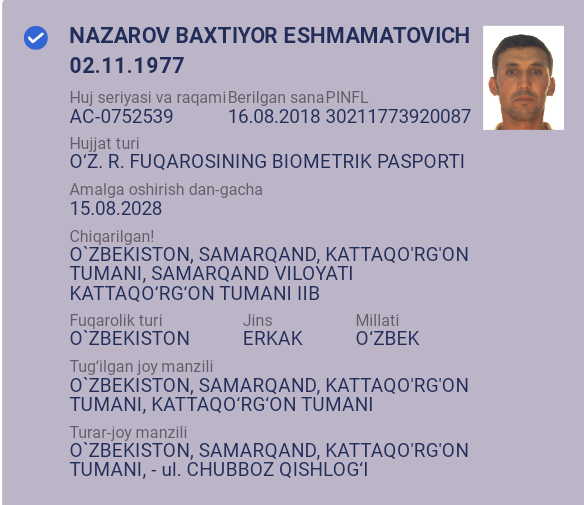 NAZAROV BAXTIYOR ESHMAMATOVICH
02.11.1977
Huj seriyasi va raqami Berilgan sana PINFL
AC-0752539 16.08.2018 30211773920087
Hujjat turi
O‘Z. R. FUQAROSINING BIOMETRIK PASPORTI
Amalga oshirish dan-gacha
15.08.2028
Chiqarilgan!
O`ZBEKISTON, SAMARQAND, KATTAQO'RG'ON
TUMANI, SAMARQAND VILOYATI
KATTAQO‘RG‘ON TUMANI IIB
Fuqarolik turi Jins Millati
O`ZBEKISTON ERKAK O‘ZBEK
Tug‘ilgan joy manzili
O`ZBEKISTON, SAMARQAND, KATTAQO'RG'ON
TUMANI, KATTAQO‘RG‘ON TUMANI
Turar-joy manzili
O`ZBEKISTON, SAMARQAND, KATTAQO'RG'ON
TUMANI, - ul. CHUBBOZ QISHLOG‘I